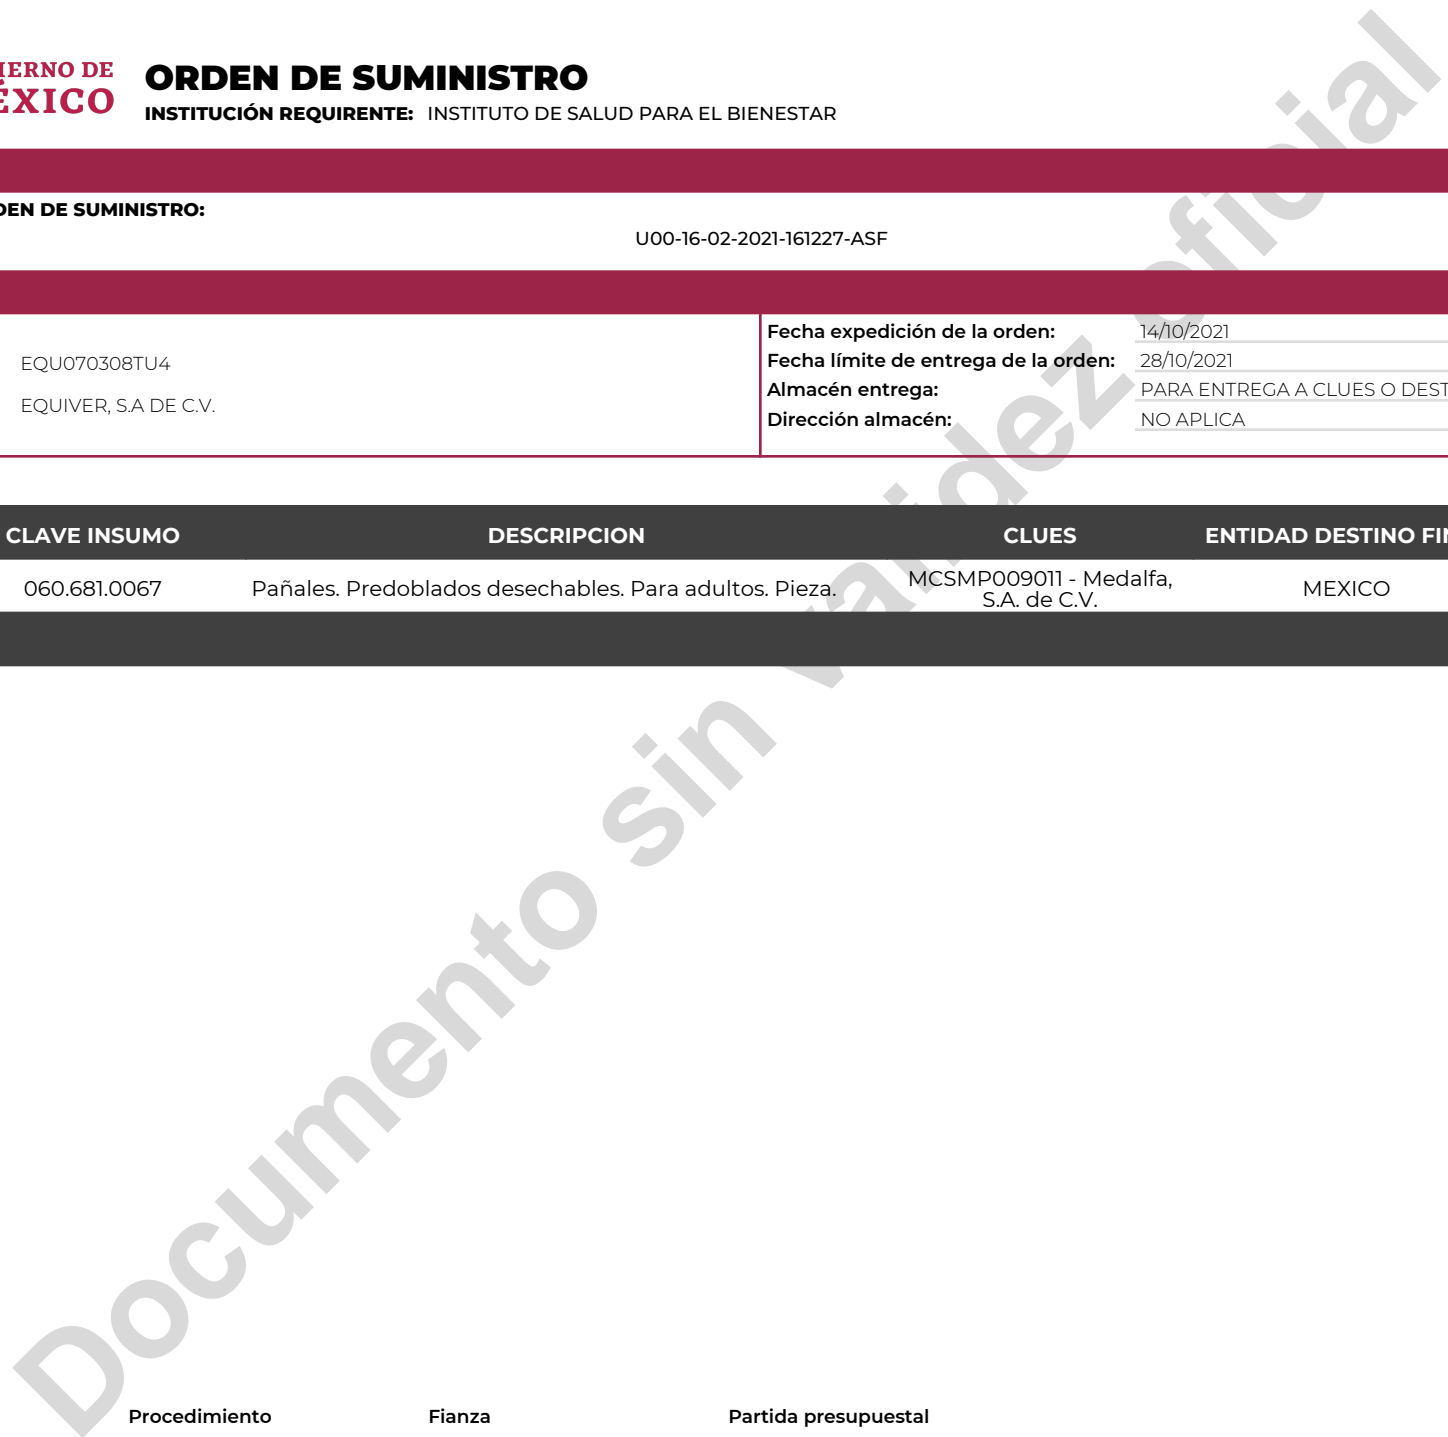 IERNO DE
ÉXICO
ORDEN DE SUMINISTRO
INSTITUCIÓN REQUIRENTE: INSTITUTO DE SALUD PARA EL BIENESTAR
DEN DE SUMINISTRO:
U00-16-02-2021-161227-ASF
EQU070308TU4
EQUIVER, S.A DE C.V.
Fecha expedición de la orden: 14/10/2021
Fecha límite de entrega de la orden: 28/10/2021
Almacén entrega: PARA ENTREGA A CLUES O DEST
Dirección almacén: NO APLICA
CLAVE INSUMO DESCRIPCION CLUES ENTIDAD DESTINO FIN
060.681.0067 Pañales. Predoblados desechables. Para adultos. Pieza. MCSMP009011 - Medalfa, S.A. de C.V. MEXICO
Documento sin validez oficial
Procedimiento Fianza Partida presupuestal